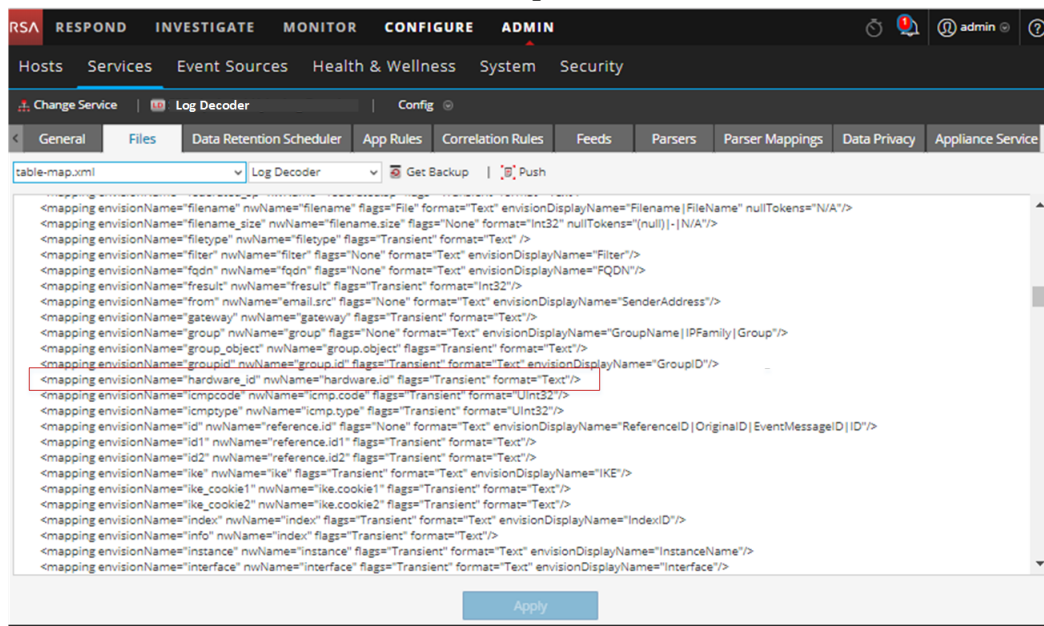 RSA RESPOND INVESTIGATE MONITOR CONFIGURE ADMIN 1 admin ?
Hosts Services Event Sources Health & Wellness System Security
Change Service | LD Log Decoder | Config
< General Files Data Retention Scheduler App Rules Correlation Rules Feeds Parsers Parser Mappings Data Privacy Appliance Service
table-map.xml Log Decoder Get Backup | Push
<mapping envisionName="filename" nwName="filename" flags="File" format="Text" envisionDisplayName="Filename|FileName" nullTokens="N/A"/>
<mapping envisionName="filename_size" nwName="filename.size" flags="None" format="Int32" nullTokens="(null)|-|N/A"/>
<mapping envisionName="filetype" nwName="filetype" flags="Transient" format="Text" />
<mapping envisionName="filter" nwName="filter" flags="None" format="Text" envisionDisplayName="Filter"/>
<mapping envisionName="fqdn" nwName="fqdn" flags="None" format="Text" envisionDisplayName="FQDN"/>
<mapping envisionName="fresult" nwName="fresult" flags="Transient" format="Int32"/>
<mapping envisionName="from" nwName="email.src" flags="None" format="Text" envisionDisplayName="SenderAddress"/>
<mapping envisionName="gateway" nwName="gateway" flags="Transient" format="Text"/>
<mapping envisionName="group" nwName="group" flags="None" format="Text" envisionDisplayName="GroupName|IPFamily|Group"/>
<mapping envisionName="group_object" nwName="group.object" flags="Transient" format="Text"/>
<mapping envisionName="groupid" nwName="group.id" flags="Transient" format="Text" envisionDisplayName="GroupID"/>
<mapping envisionName="hardware_id" nwName="hardware.id" flags="Transient" format="Text"/>
<mapping envisionName="icmpcode" nwName="icmp.code" flags="Transient" format="UInt32"/>
<mapping envisionName="icmptype" nwName="icmp.type" flags="Transient" format="UInt32"/>
<mapping envisionName="id" nwName="reference.id" flags="None" format="Text" envisionDisplayName="ReferenceID|OriginalID|EventMessageID|ID"/>
<mapping envisionName="id1" nwName="reference.id1" flags="Transient" format="Text"/>
<mapping envisionName="id2" nwName="reference.id2" flags="Transient" format="Text"/>
<mapping envisionName="ike" nwName="ike" flags="Transient" format="Text" envisionDisplayName="IKE"/>
<mapping envisionName="ike_cookie1" nwName="ike.cookie1" flags="Transient" format="Text"/>
<mapping envisionName="ike_cookie2" nwName="ike.cookie2" flags="Transient" format="Text"/>
<mapping envisionName="index" nwName="index" flags="Transient" format="Text" envisionDisplayName="IndexID"/>
<mapping envisionName="info" nwName="index" flags="Transient" format="Text"/>
<mapping envisionName="instance" nwName="instance" flags="Transient" format="Text" envisionDisplayName="InstanceName"/>
<mapping envisionName="interface" nwName="interface" flags="Transient" format="Text" envisionDisplayName="Interface"/>
Apply